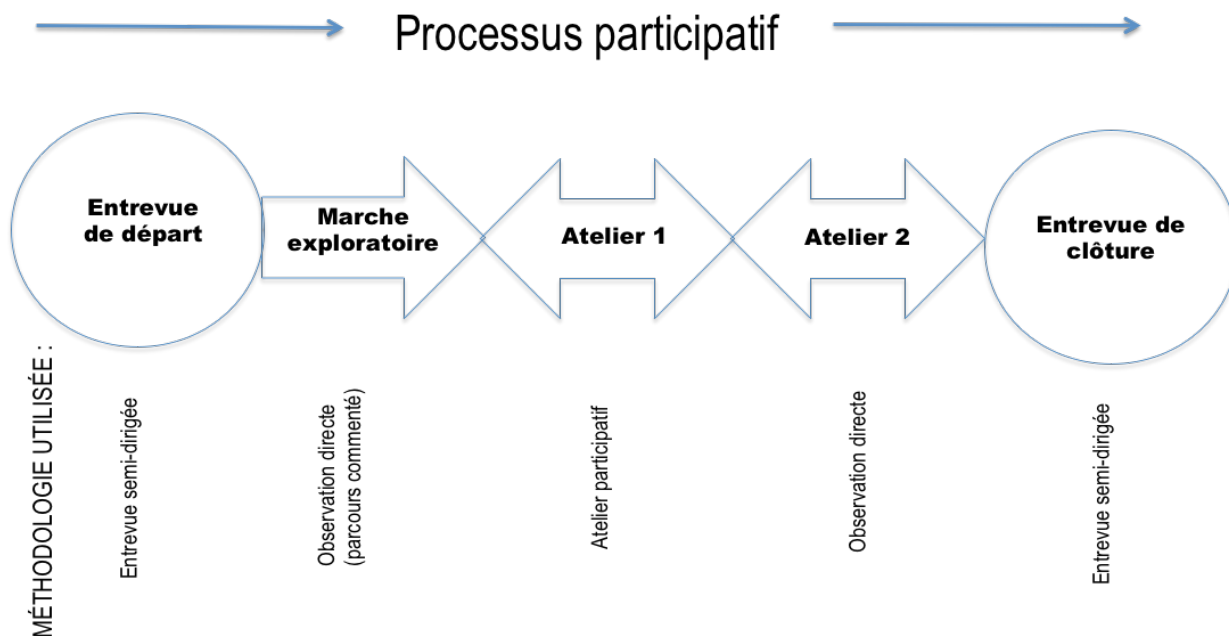 Processus participatif
Entrevue
de départ
Marche
exploratoire
Atelier 1
Atelier 2
Entrevue de
clôture
MÉTHODOLOGIE UTILISÉE :
Entrevue semi-dirigée
Observation directe
(parcours commenté)
Atelier participatif
Observation directe
Entrevue semi-dirigée